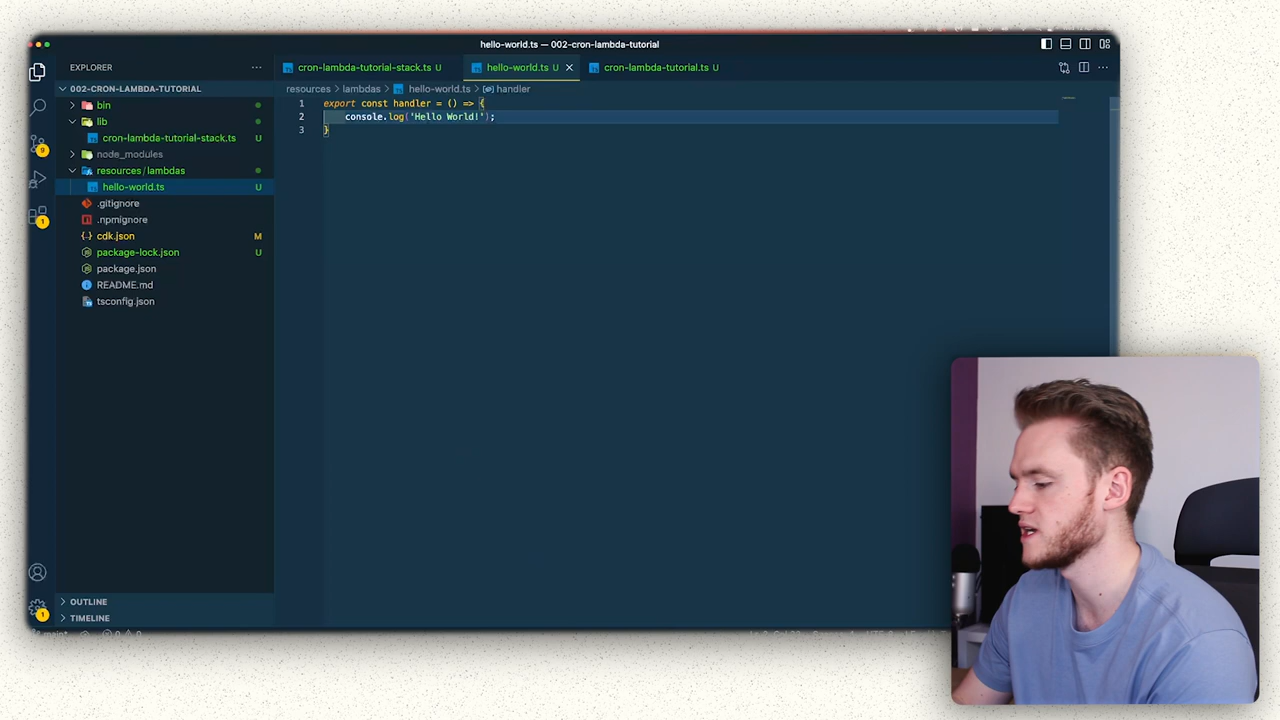 hello-world.ts — 002-cron-lambda-tutorial
EXPLORER
cron-lambda-tutorial-stack.ts U
hello-world.ts U
cron-lambda-tutorial.ts U
002-CRON-LAMBDA-TUTORIAL
resources > lambdas > hello-world.ts > handler
bin
lib
cron-lambda-tutorial-stack.ts U
node_modules
resources/lambdas
hello-world.ts U
.gitignore
.npmignore
cdk.json M
package-lock.json U
package.json
README.md
tsconfig.json
1 export const handler = () => {
2 console.log('Hello World!');
3 }
9
1
OUTLINE
1
TIMELINE